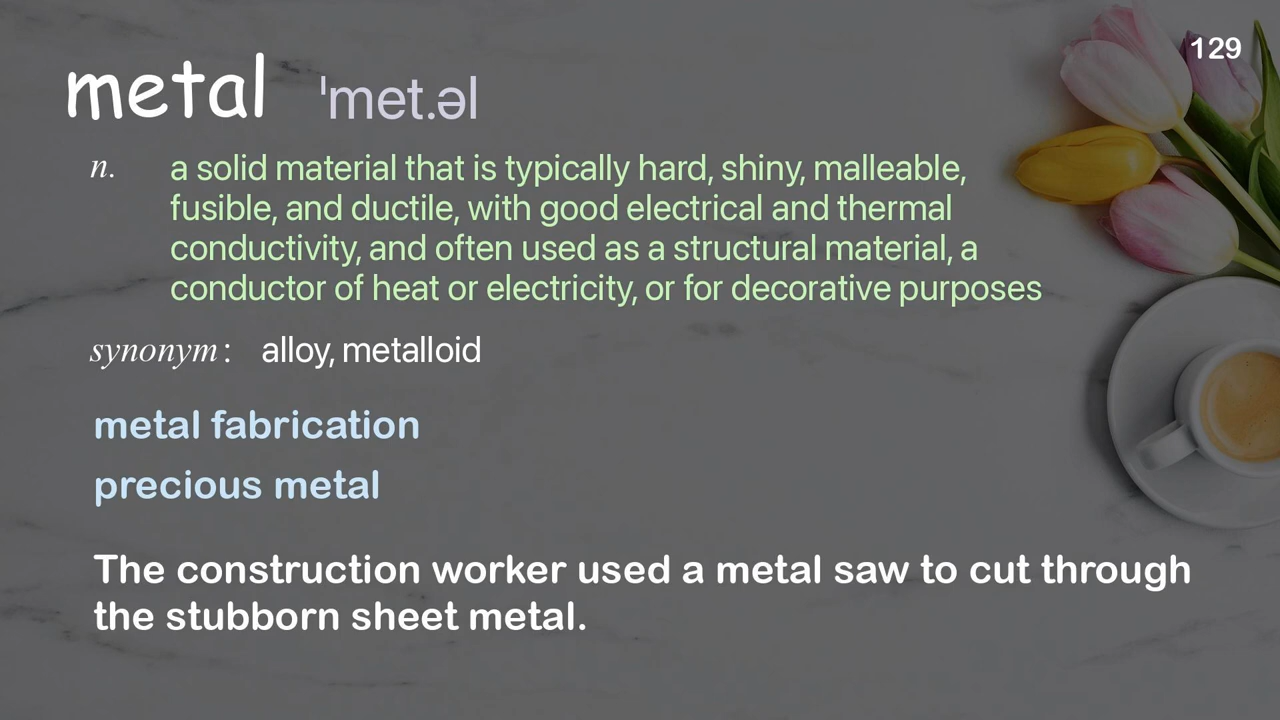 129
metal ˈmet.əl
n. a solid material that is typically hard, shiny, malleable,
fusible, and ductile, with good electrical and thermal
conductivity, and often used as a structural material, a
conductor of heat or electricity, or for decorative purposes
synonym: alloy, metalloid
metal fabrication
precious metal
The construction worker used a metal saw to cut through
the stubborn sheet metal.